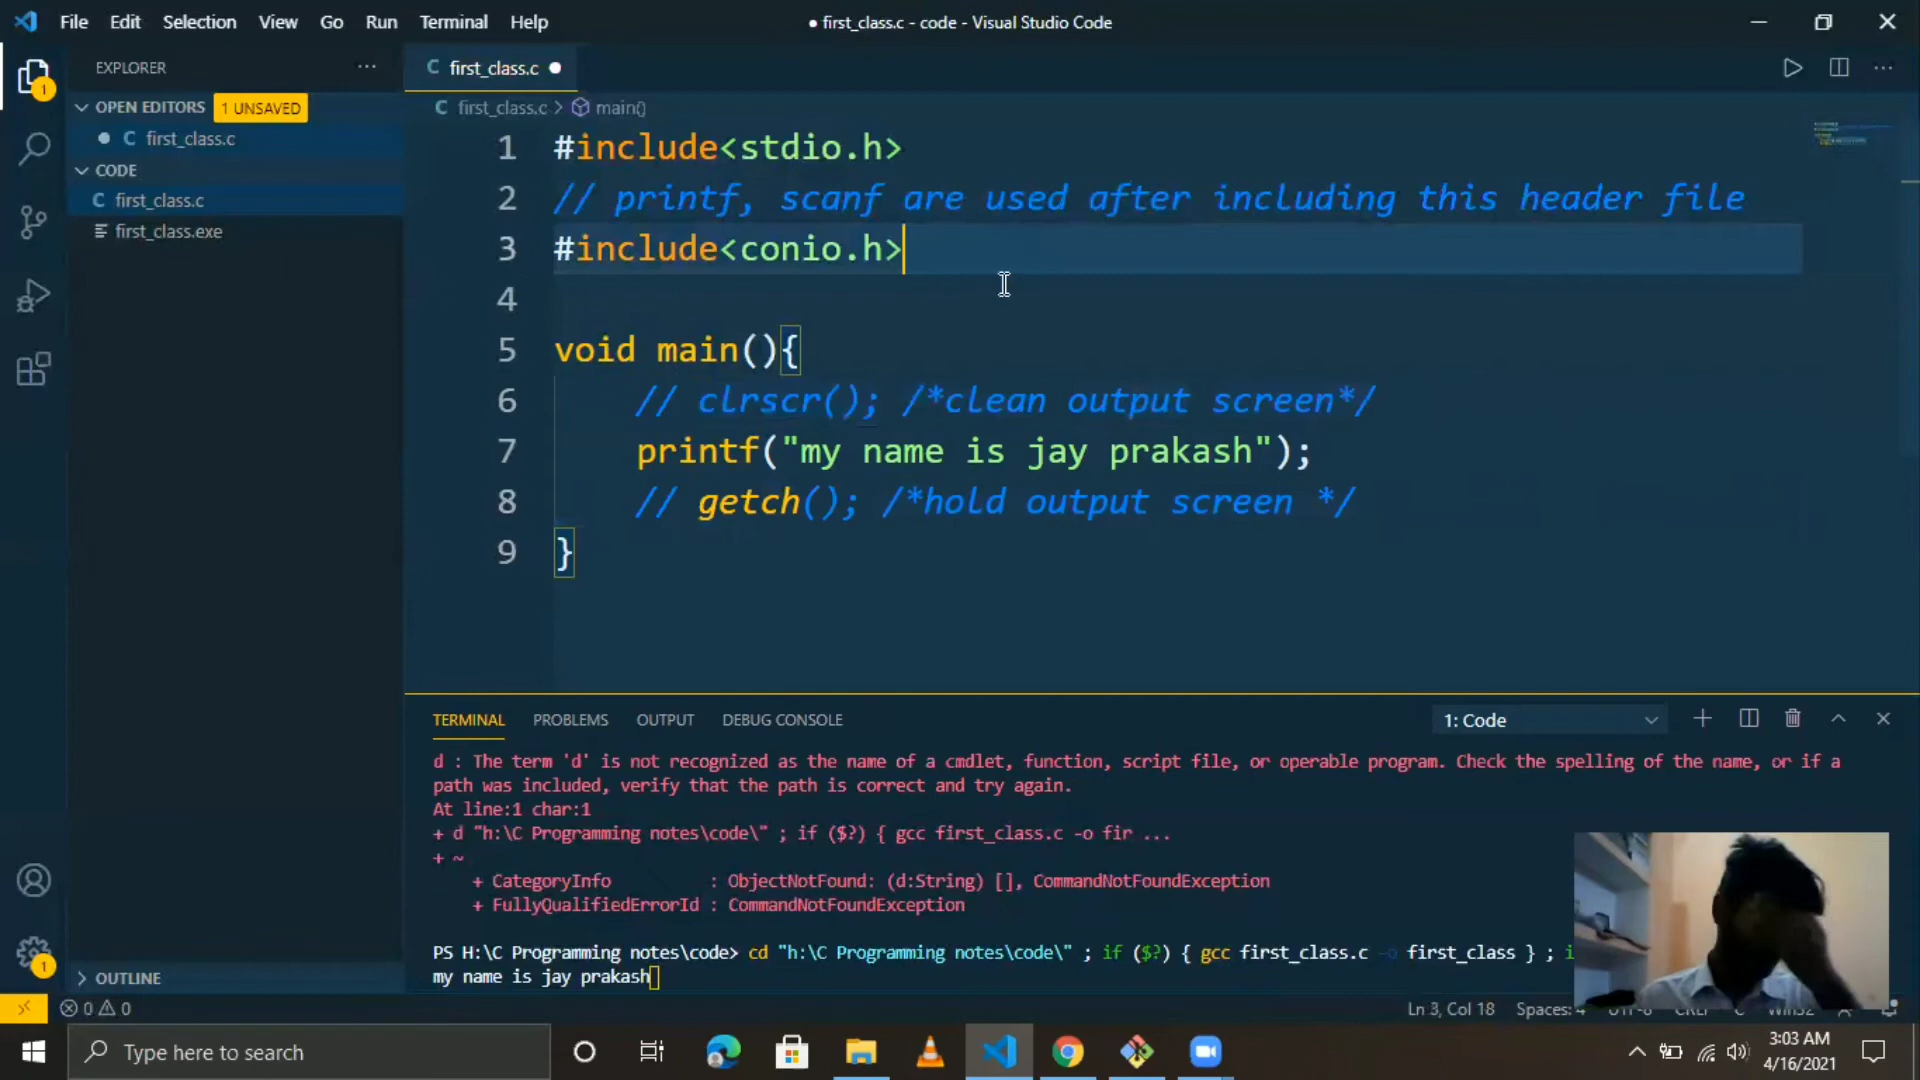 File Edit Selection View Go Run Terminal Help
● first_class.c - code - Visual Studio Code
EXPLORER ···
OPEN EDITORS 1 UNSAVED
● C first_class.c
CODE
C first_class.c
first_class.exe
OUTLINE
C first_class.c ●
C first_class.c > main()
1 #include<stdio.h>
2 // printf, scanf are used after including this header file
3 #include<conio.h>
4
5 void main(){
6 // clrscr(); /*clean output screen*/
7 printf("my name is jay prakash");
8 // getch(); /*hold output screen */
9 }
TERMINAL PROBLEMS OUTPUT DEBUG CONSOLE
1: Code
d : The term 'd' is not recognized as the name of a cmdlet, function, script file, or operable program. Check the spelling of the name, or if a
path was included, verify that the path is correct and try again.
At line:1 char:1
+ d "h:\C Programming notes\code\" ; if ($?) { gcc first_class.c -o fir ...
+ ~
+ CategoryInfo : ObjectNotFound: (d:String) [], CommandNotFoundException
+ FullyQualifiedErrorId : CommandNotFoundException
PS H:\C Programming notes\code> cd "h:\C Programming notes\code\" ; if ($?) { gcc first_class.c -o first_class } ; i
my name is jay prakash
1
1
0 0
Ln 3, Col 18 Spaces: 4
Type here to search
3:03 AM
4/16/2021